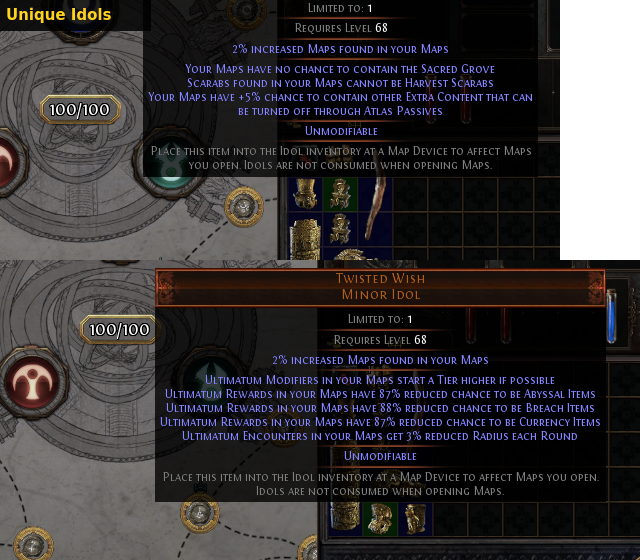 Unique Idols
Limited to: 1
Requires Level 68
2% increased Maps found in your Maps
Your Maps have no chance to contain the Sacred Grove
Scarabs found in your Maps cannot be Harvest Scarabs
Your Maps have +5% chance to contain other Extra Content that can
be turned off through Atlas Passives
Unmodifiable
Place this item into the Idol inventory at a Map Device to affect Maps
you open. Idols are not consumed when opening Maps.
100/100
Twisted Wish
Minor Idol
Limited to: 1
Requires Level 68
2% increased Maps found in your Maps
Ultimatum Modifiers in your Maps start a Tier higher if possible
Ultimatum Rewards in your Maps have 87% reduced chance to be Abyssal Items
Ultimatum Rewards in your Maps have 88% reduced chance to be Breach Items
Ultimatum Rewards in your Maps have 87% reduced chance to be Currency Items
Ultimatum Encounters in your Maps get 3% reduced Radius each Round
Unmodifiable
Place this item into the Idol inventory at a Map Device to affect Maps you open.
Idols are not consumed when opening Maps.
100/100